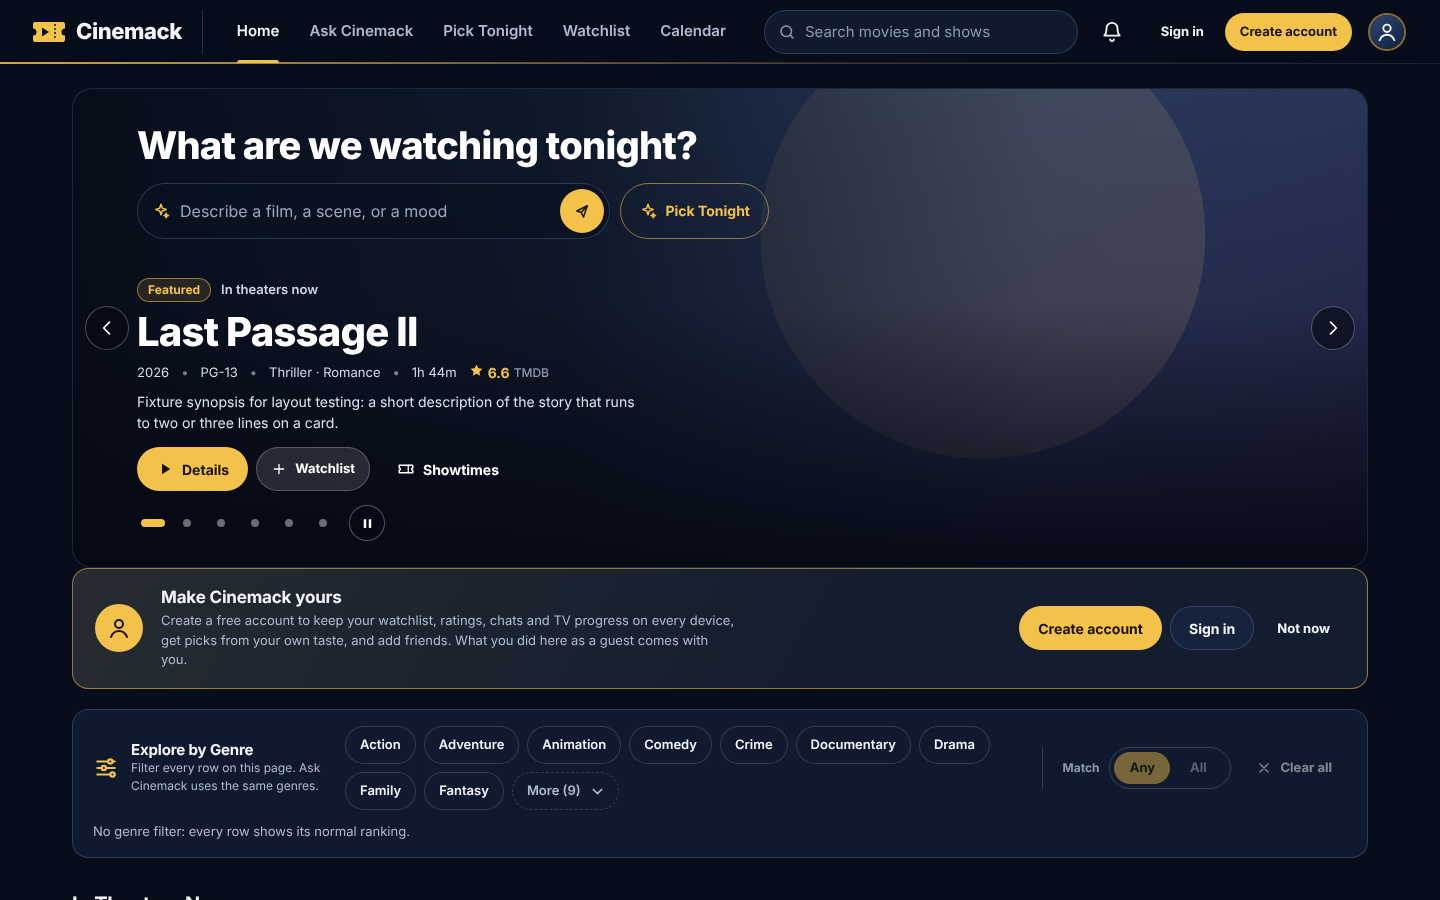 Cinemack
Home
Ask Cinemack
Pick Tonight
Watchlist
Calendar
Search movies and shows
Sign in
Create account
What are we watching tonight?
Describe a film, a scene, or a mood
Pick Tonight
Featured
In theaters now
Last Passage II
2026 • PG-13 • Thriller · Romance • 1h 44m 6.6 TMDB
Fixture synopsis for layout testing: a short description of the story that runs
to two or three lines on a card.
Details
Watchlist
Showtimes
Make Cinemack yours
Create a free account to keep your watchlist, ratings, chats and TV progress on every device,
get picks from your own taste, and add friends. What you did here as a guest comes with
you.
Create account
Sign in
Not now
Explore by Genre
Filter every row on this page. Ask
Cinemack uses the same genres.
Action
Adventure
Animation
Comedy
Crime
Documentary
Drama
Family
Fantasy
More (9)
Match
Any
All
Clear all
No genre filter: every row shows its normal ranking.